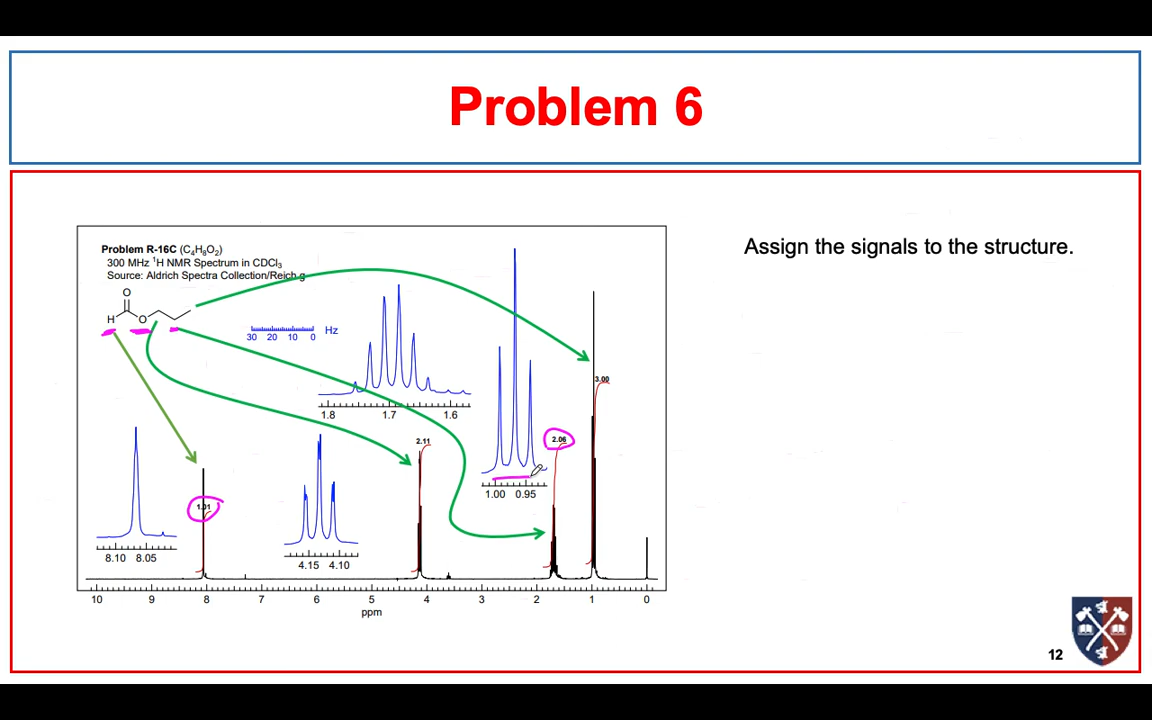 Problem 6
Assign the signals to the structure.
Problem R-16C (C₄H₈O₂)
300 MHz ¹H NMR Spectrum in CDCl₃
Source: Aldrich Spectra Collection/Reich g
O
H O
30 20 10 0 Hz
1.8 1.7 1.6
3.00
2.11
2.06
1.00 0.95
1.01
8.10 8.05
4.15 4.10
10 9 8 7 6 5 4 3 2 1 0
ppm
12